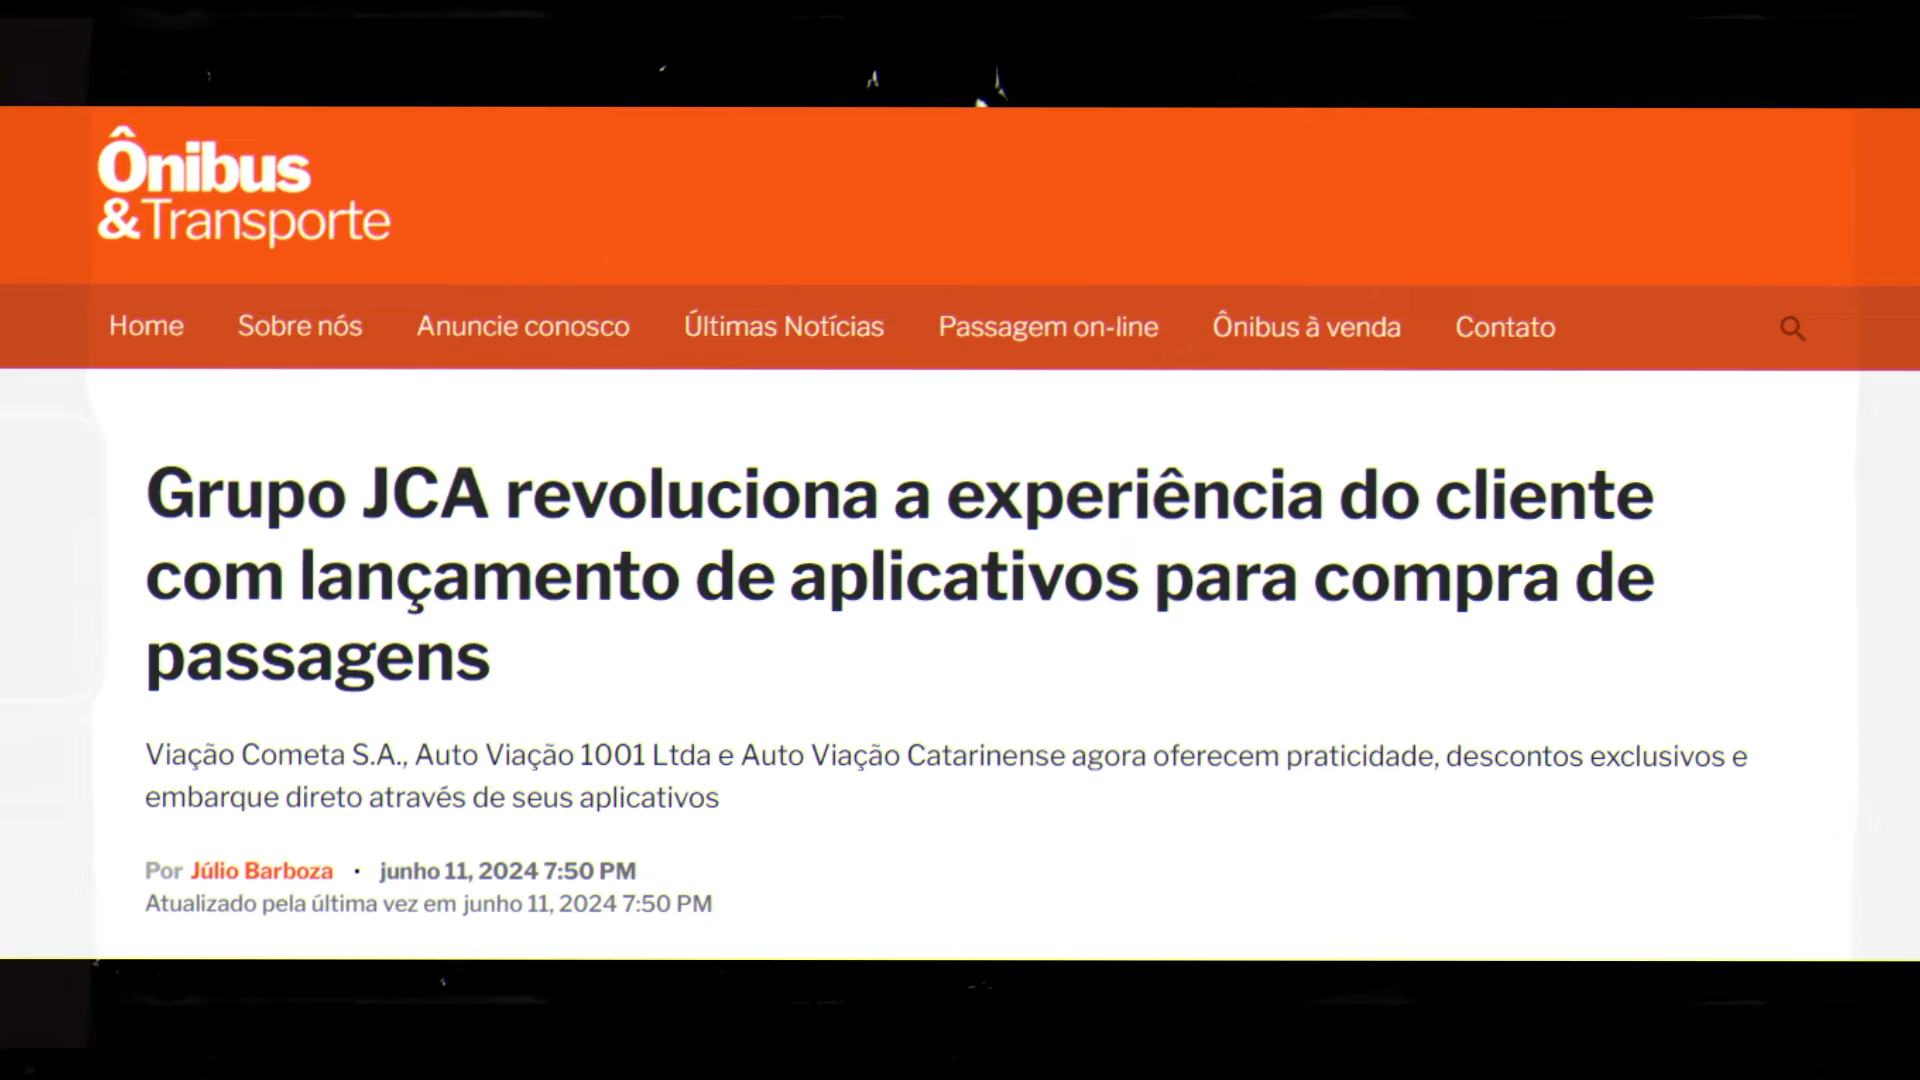 Ônibus
&Transporte
Home Sobre nós Anuncie conosco Últimas Notícias Passagem on-line Ônibus à venda Contato
Grupo JCA revoluciona a experiência do cliente
com lançamento de aplicativos para compra de
passagens
Viação Cometa S.A., Auto Viação 1001 Ltda e Auto Viação Catarinense agora oferecem praticidade, descontos exclusivos e
embarque direto através de seus aplicativos
Por Júlio Barboza · junho 11, 2024 7:50 PM
Atualizado pela última vez em junho 11, 2024 7:50 PM